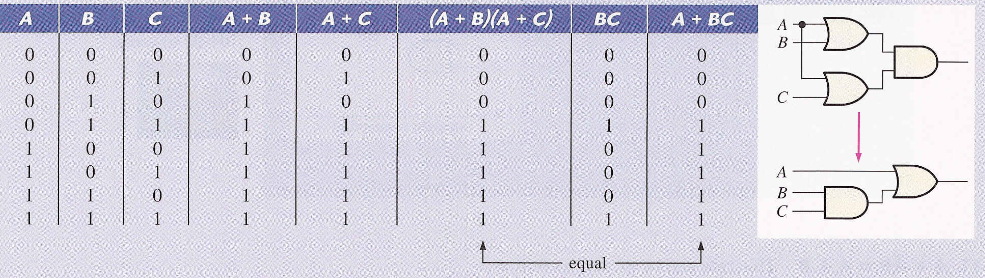 A B C A + B A + C (A + B)(A + C) BC A + BC
0 0 0 0 0 0 0 0
0 0 1 0 1 0 0 0
0 1 0 1 0 0 0 0
0 1 1 1 1 1 1 1
1 0 0 1 1 1 0 1
1 0 1 1 1 1 0 1
1 1 0 1 1 1 0 1
1 1 1 1 1 1 1 1
equal
A
B
C
A
B
C